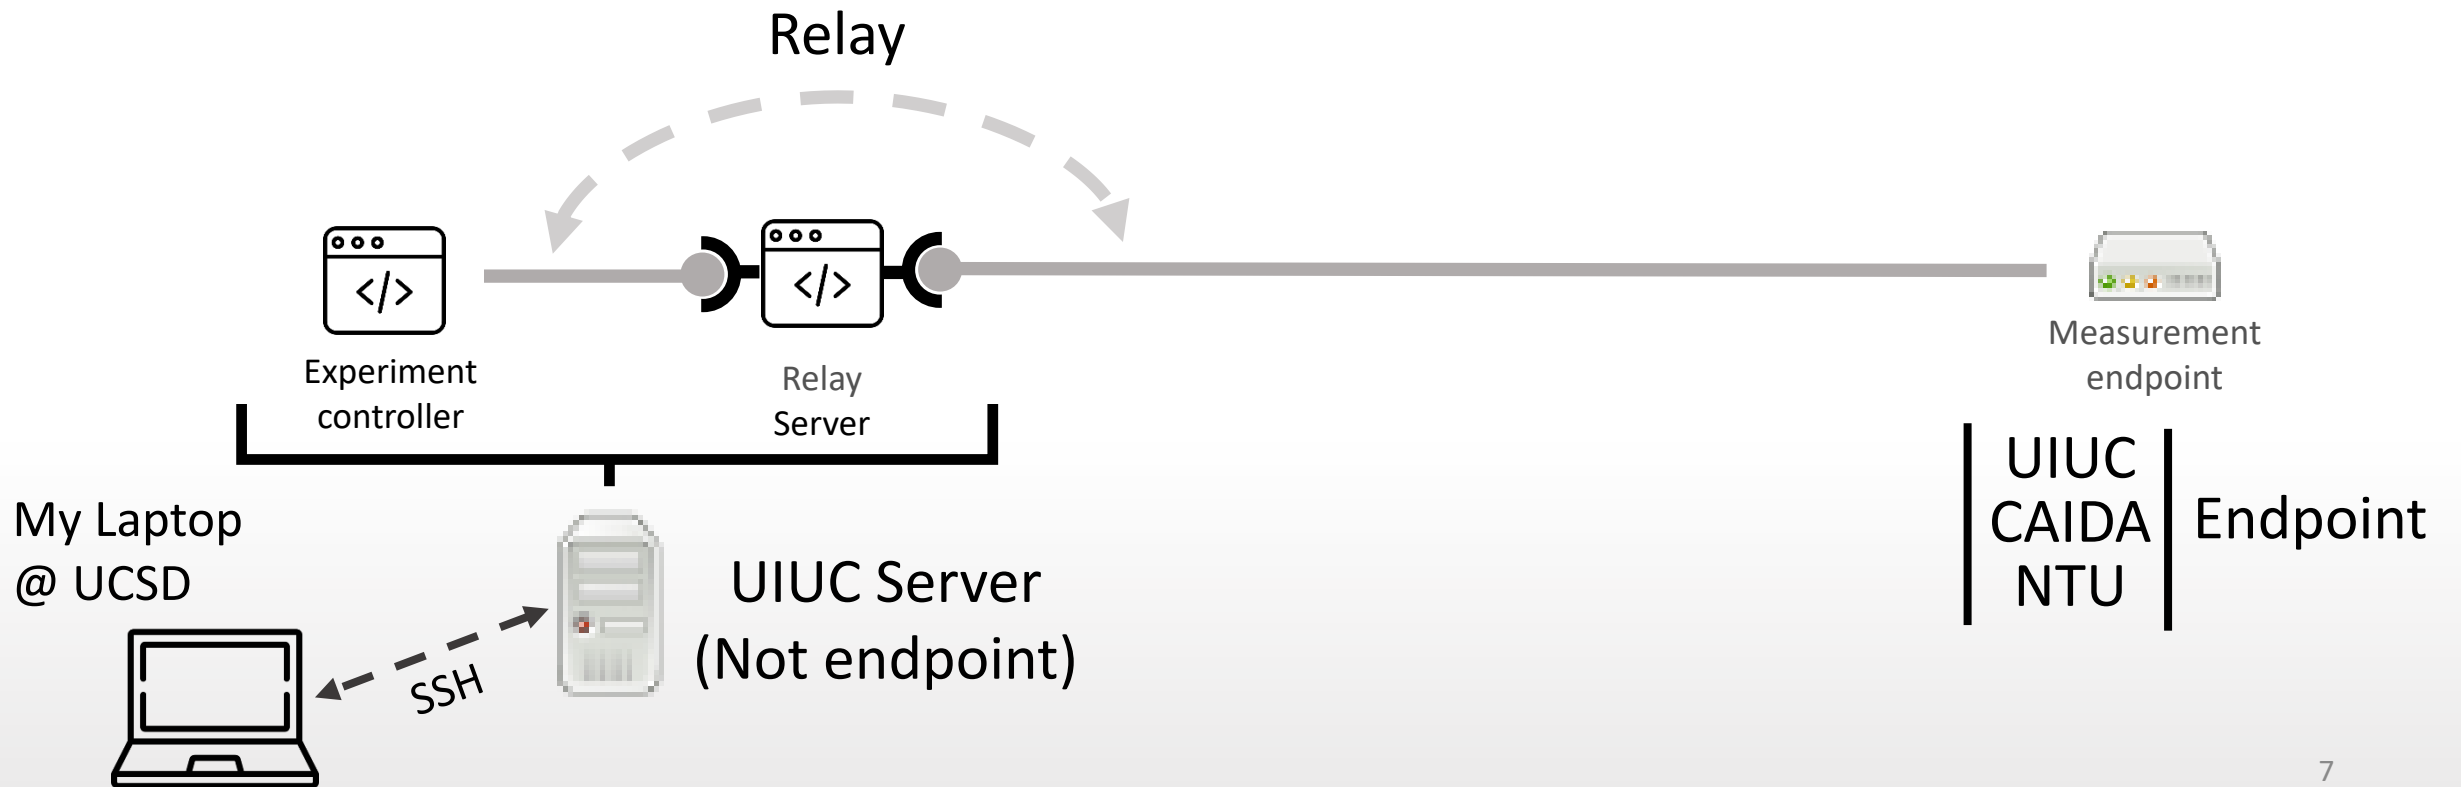 Relay
</>
</>
Experiment
controller
Relay
Server
Measurement
endpoint
UIUC
CAIDA
NTU
Endpoint
My Laptop
@ UCSD
SSH
UIUC Server
(Not endpoint)
7